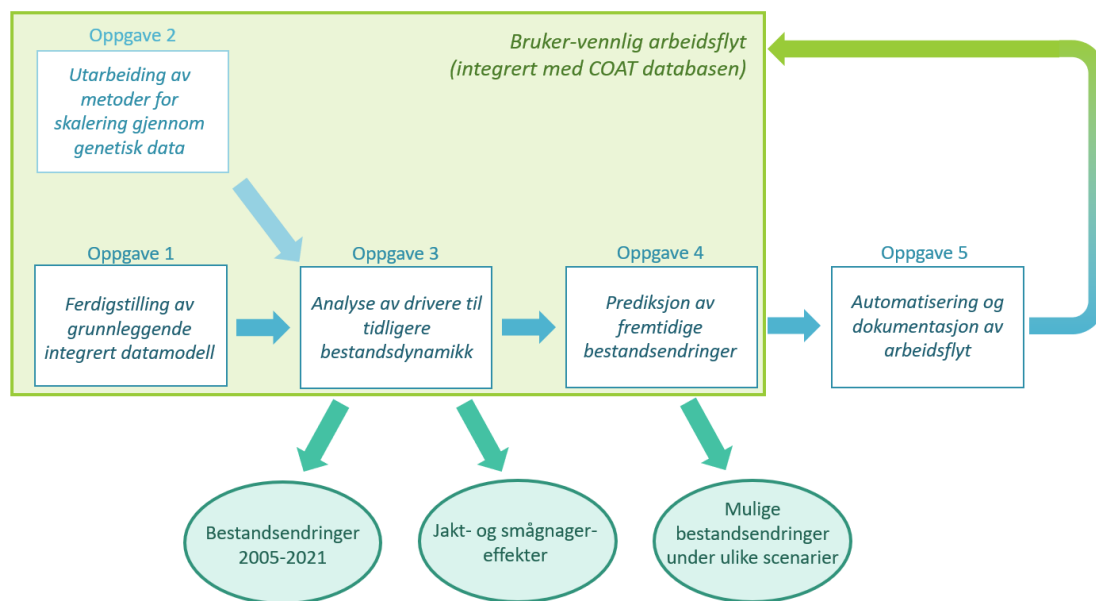 Oppgave 2
Utarbeiding av
metoder for
skalering gjennom
genetisk data
Bruker-vennlig arbeidsflyt
(integrert med COAT databasen)
Oppgave 1
Ferdigstilling av
grunnleggende
integrert datamodell
Oppgave 3
Analyse av drivere til
tidligere
bestandsdynamikk
Oppgave 4
Prediksjon av
fremtidige
bestandsendringer
Oppgave 5
Automatisering og
dokumentasjon av
arbeidsflyt
Bestandsendringer
2005-2021
Jakt- og smågnager-
effekter
Mulige
bestandsendringer
under ulike scenarier